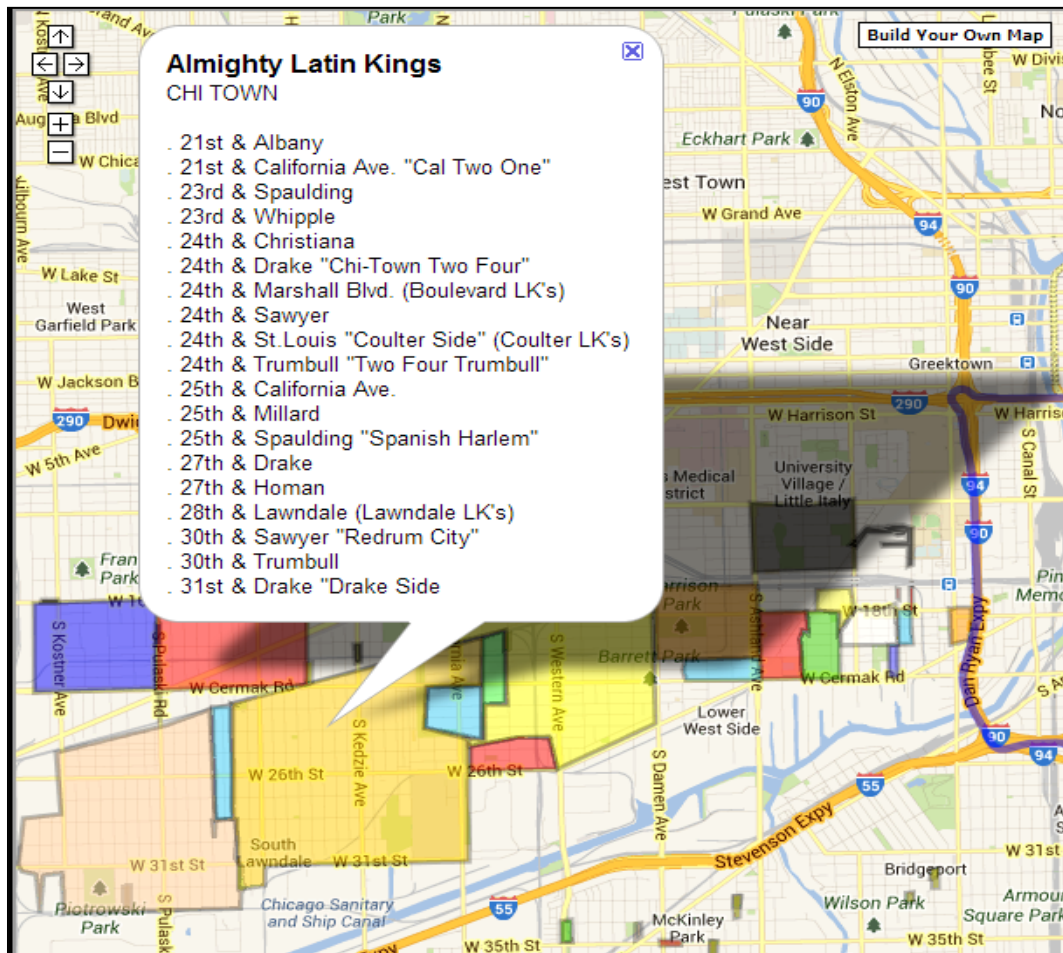 Build Your Own Map
Almighty Latin Kings
CHI TOWN
. 21st & Albany
. 21st & California Ave. "Cal Two One"
. 23rd & Spaulding
. 23rd & Whipple
. 24th & Christiana
. 24th & Drake "Chi-Town Two Four"
. 24th & Marshall Blvd. (Boulevard LK's)
. 24th & Sawyer
. 24th & St.Louis "Coulter Side" (Coulter LK's)
. 24th & Trumbull "Two Four Trumbull"
. 25th & California Ave.
. 25th & Millard
. 25th & Spaulding "Spanish Harlem"
. 27th & Drake
. 27th & Homan
. 28th & Lawndale (Lawndale LK's)
. 30th & Sawyer "Redrum City"
. 30th & Trumbull
. 31st & Drake "Drake Side
Park
N Elston Ave
W Divi
90
Eckhart Park
W Chica
W Grand Ave
94
W Lake St
90
West
Garfield Park
Near
West Side
Greektown
W Jackson B
290
W Harrison St
290
W 5th Ave
W Harriso
S Canal St
University
Village /
Little Italy
94
90
Park
S Kostner Ave
S Pulaski Rd
S Ashland Ave
W 18th St
Dan Ryan Expy
S Western Ave
Barrett Park
W Cermak Rd
W Cermak Rd
Lower
West Side
S Kedzie Ave
S Damen Ave
90
94
W 26th St
W 26th St
55
Stevenson Expy
South
Lawndale
W 31st St
W 31st St
W 31st
Bridgeport
Piotrowski
Park
Chicago Sanitary
and Ship Canal
55
McKinley
Park
Wilson Park
Armou
Square Park
W 35th St
W 35th St